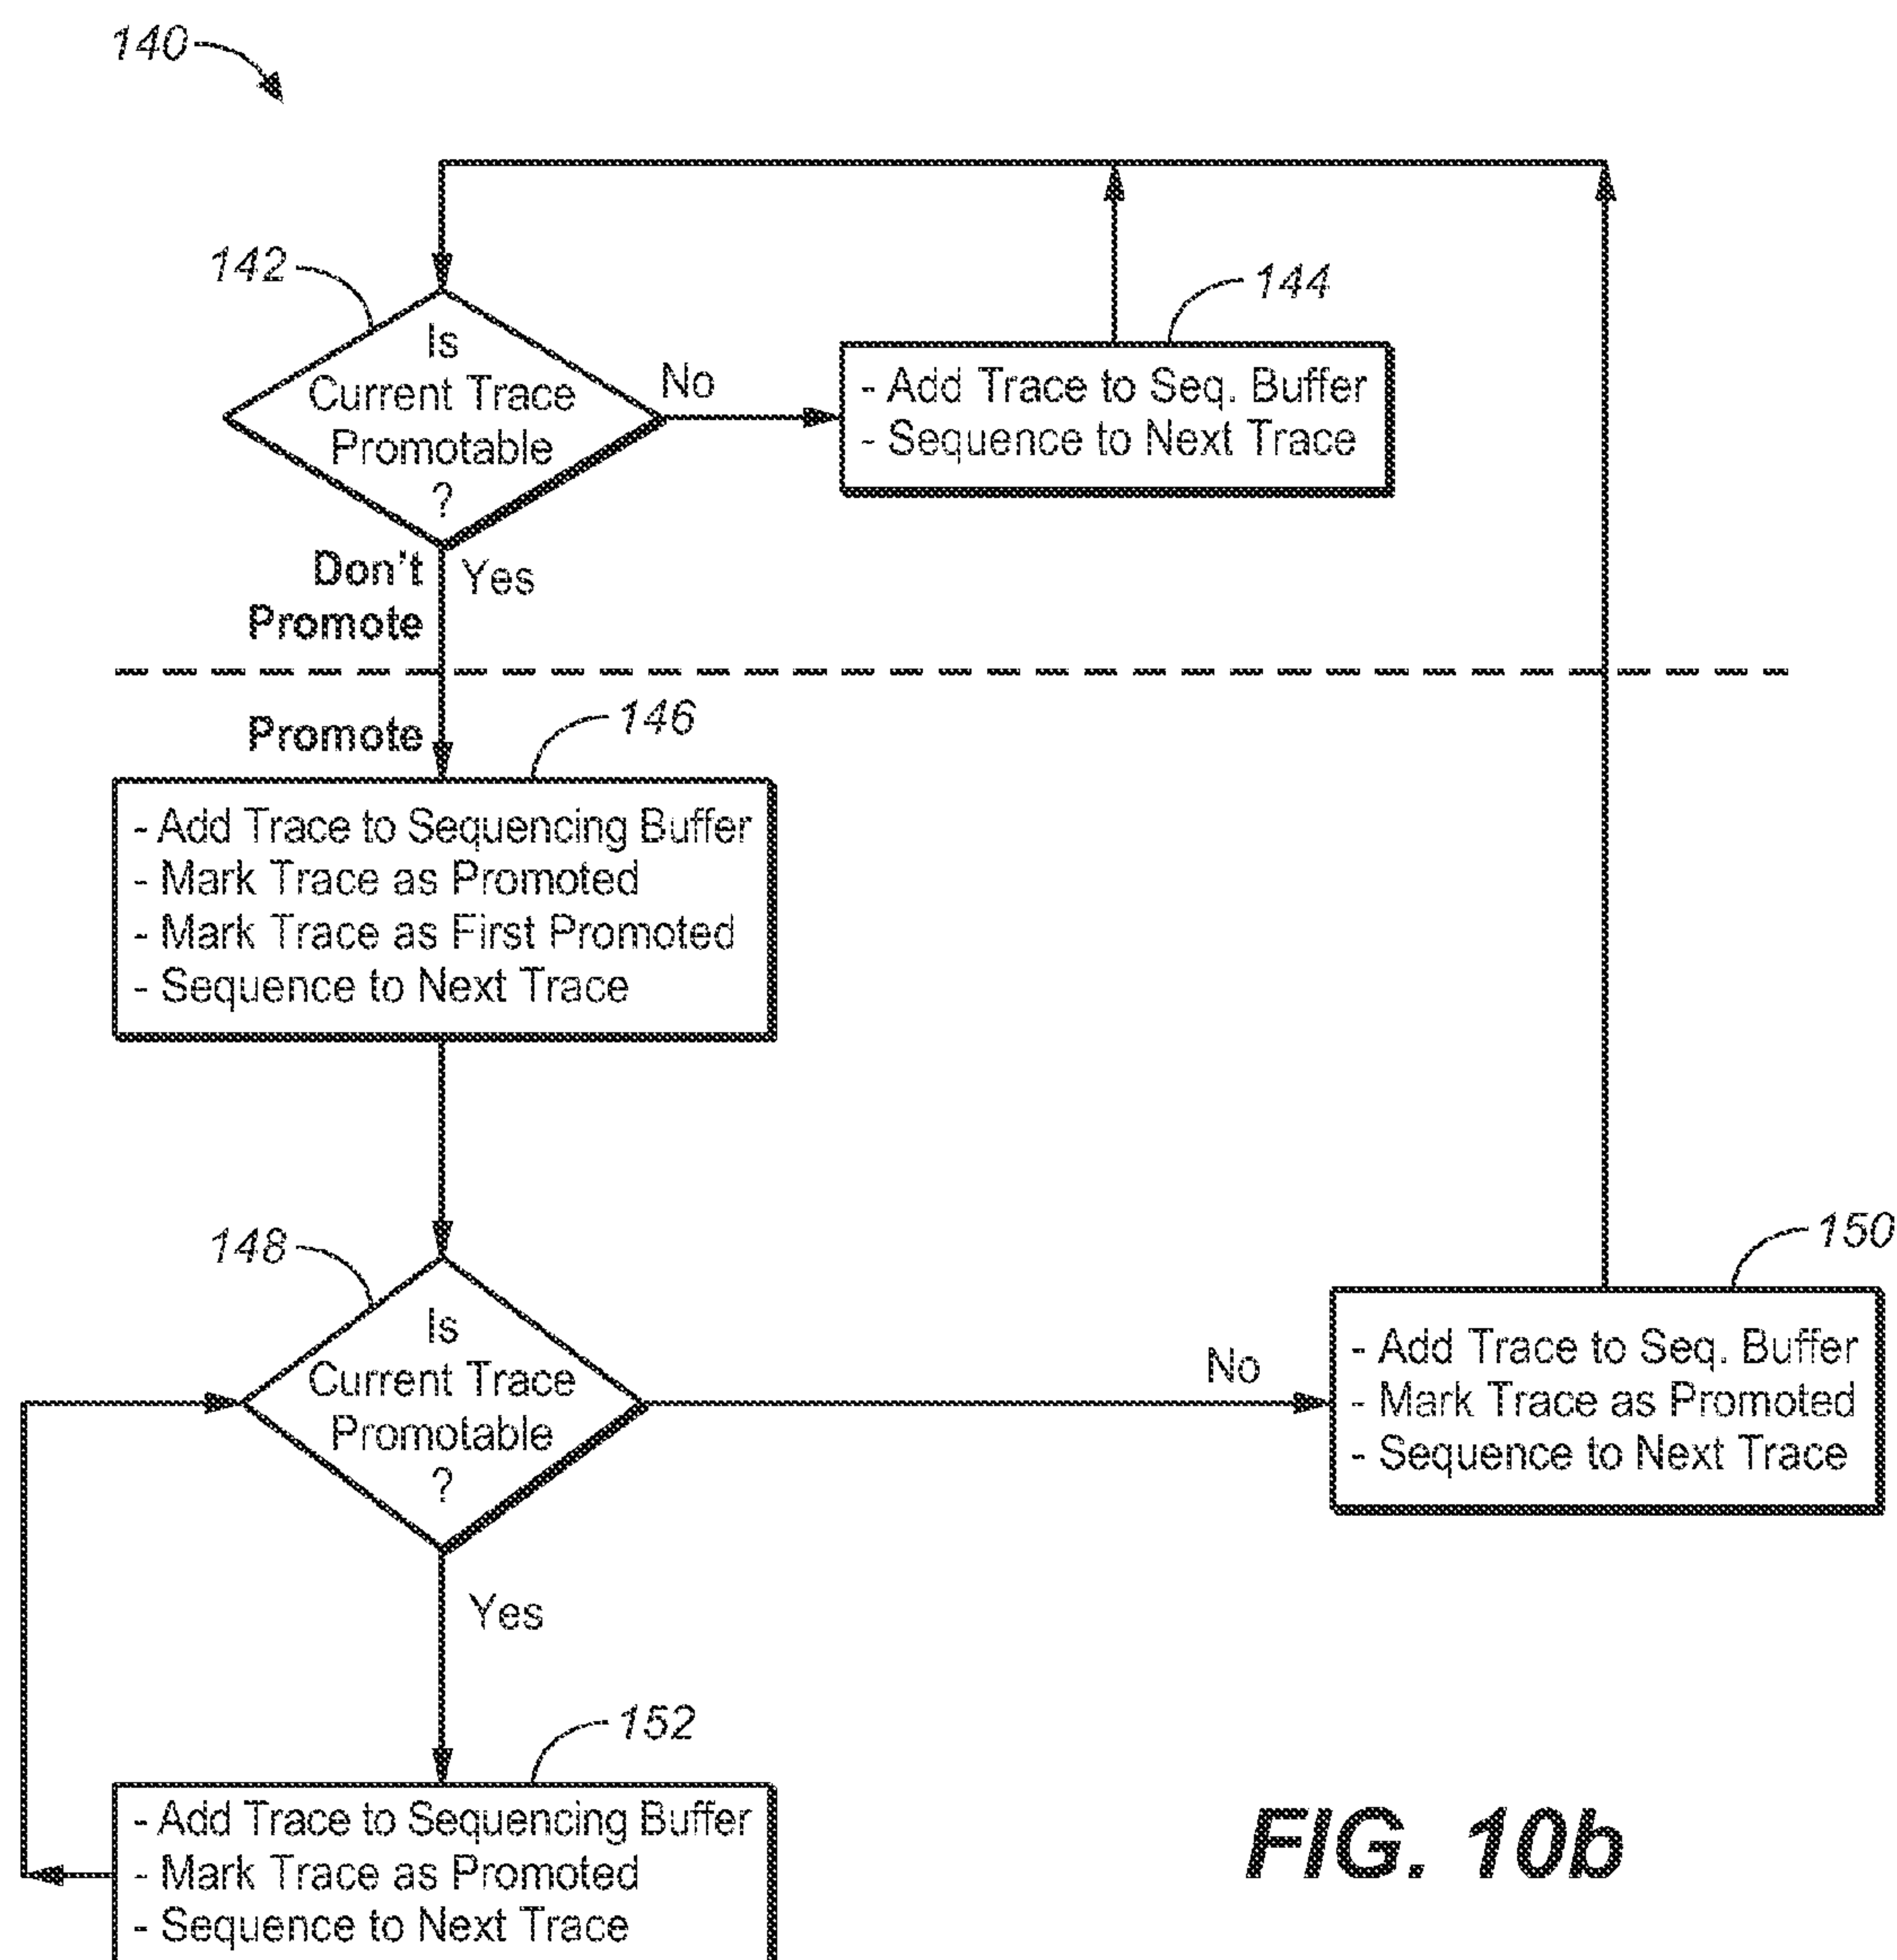 140
142
Is
Current Trace
Promotable
?
No
144
- Add Trace to Seq. Buffer
- Sequence to Next Trace
Don't
Promote
Yes
Promote
146
- Add Trace to Sequencing Buffer
- Mark Trace as Promoted
- Mark Trace as First Promoted
- Sequence to Next Trace
148
Is
Current Trace
Promotable
?
No
150
- Add Trace to Seq. Buffer
- Mark Trace as Promoted
- Sequence to Next Trace
Yes
152
- Add Trace to Sequencing Buffer
- Mark Trace as Promoted
- Sequence to Next Trace
FIG. 10b